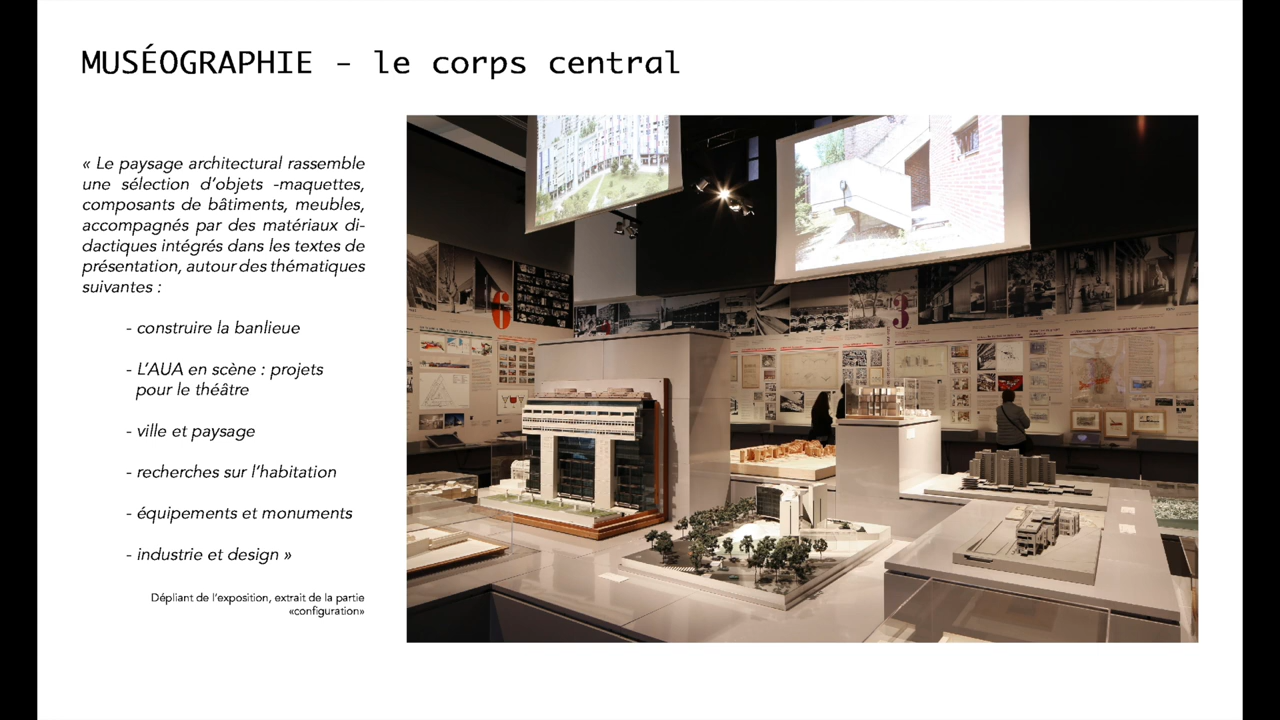 MUSÉOGRAPHIE - le corps central
« Le paysage architectural rassemble
une sélection d'objets -maquettes,
composants de bâtiments, meubles,
accompagnés par des matériaux di-
dactiques intégrés dans les textes de
présentation, autour des thématiques
suivantes :
- construire la banlieue
- L'AUA en scène : projets
pour le théâtre
- ville et paysage
- recherches sur l'habitation
- équipements et monuments
- industrie et design »
Dépliant de l'exposition, extrait de la partie
«configuration»
6
3